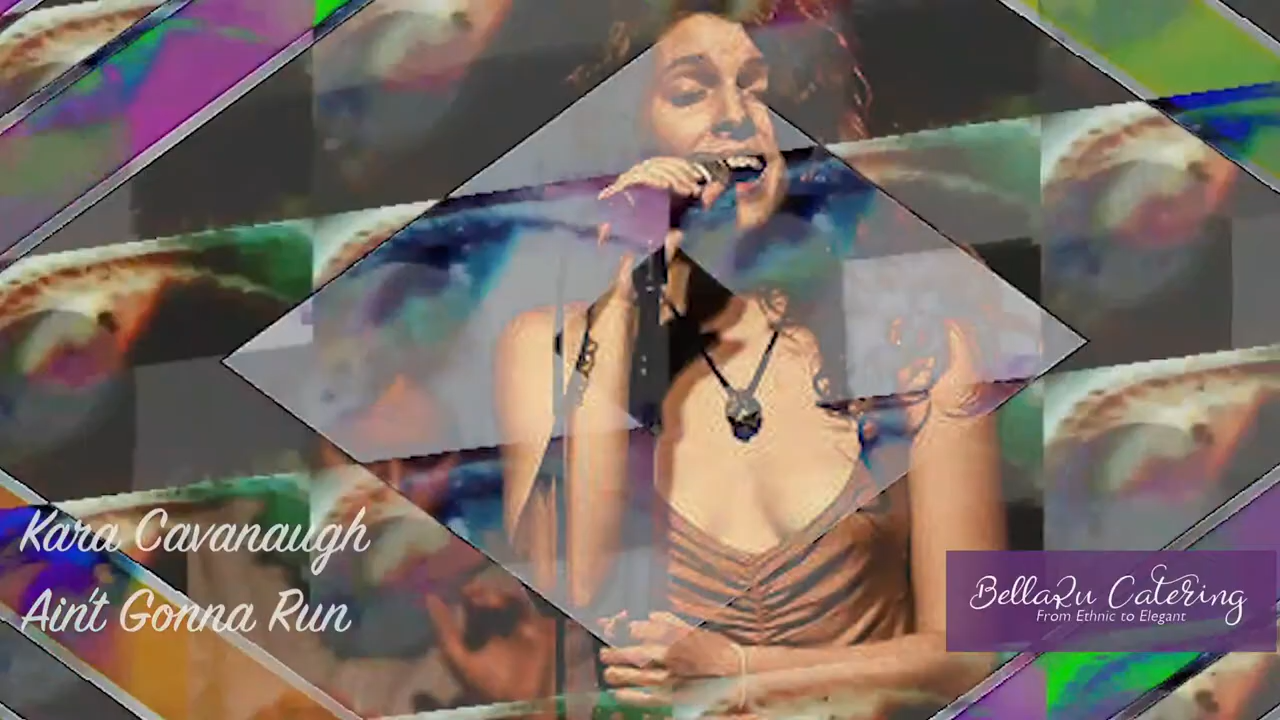 Kara Cavanaugh
Ain't Gonna Run
BellaRu Catering
From Ethnic to Elegant